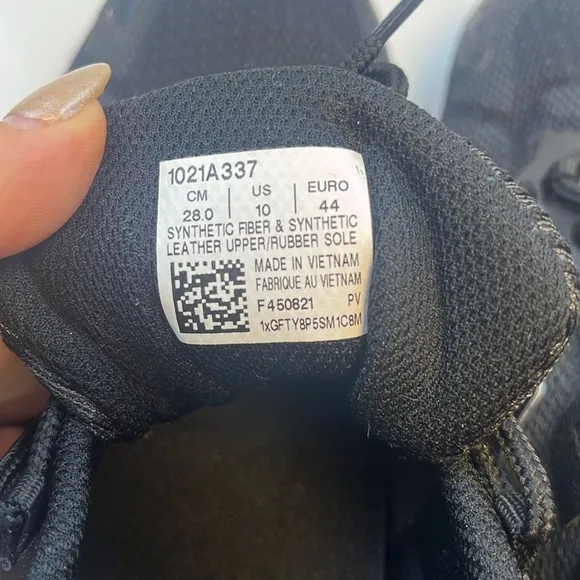 1021A337
CM US EURO
28.0 10 44
SYNTHETIC FIBER & SYNTHETIC
LEATHER UPPER/RUBBER SOLE
MADE IN VIETNAM
FABRIQUE AU VIETNAM
F450821 PV
1xGFTY8P5SM1C8M